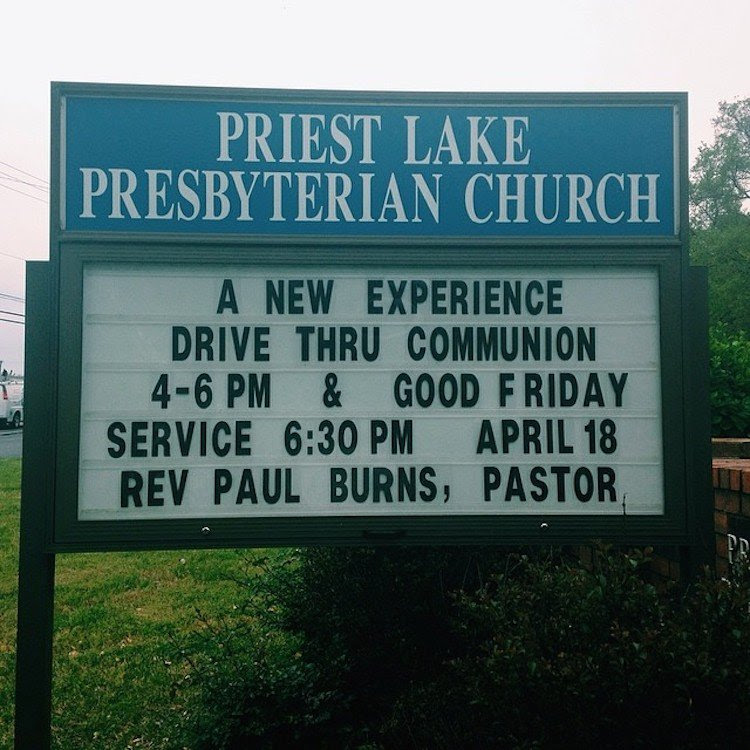 PRIEST LAKE
PRESBYTERIAN CHURCH
A NEW EXPERIENCE
DRIVE THRU COMMUNION
4-6 PM & GOOD FRIDAY
SERVICE 6:30 PM APRIL 18
REV PAUL BURNS, PASTOR
PR